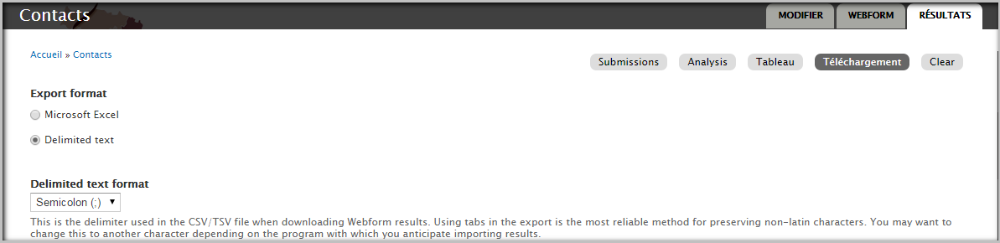 Contacts
MODIFIER WEBFORM RÉSULTATS
Accueil » Contacts
Submissions Analysis Tableau Téléchargement Clear
Export format
Microsoft Excel
Delimited text
Delimited text format
Semicolon (;)
This is the delimiter used in the CSV/TSV file when downloading Webform results. Using tabs in the export is the most reliable method for preserving non-latin characters. You may want to
change this to another character depending on the program with which you anticipate importing results.